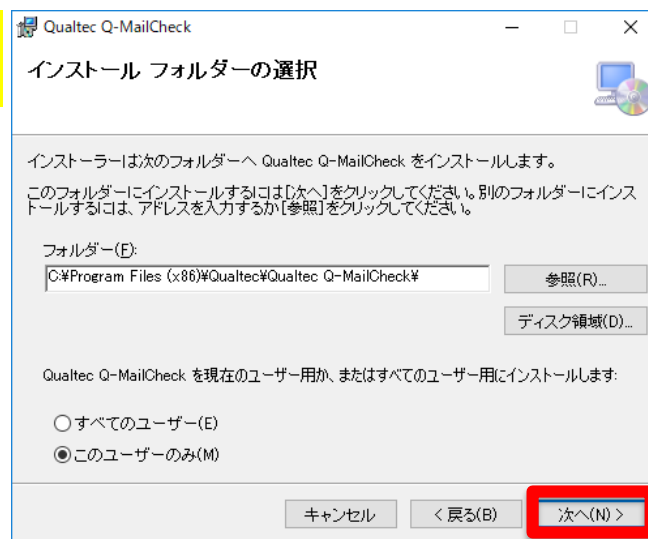 Qualtec Q-MailCheck
インストール フォルダーの選択
インストーラーは次のフォルダーへ Qualtec Q-MailCheck をインストールします。
このフォルダーにインストールするには[次へ]をクリックしてください。別のフォルダーにインス
トールするには、アドレスを入力するか[参照]をクリックしてください。
フォルダー(F):
C:¥Program Files (x86)¥Qualtec¥Qualtec Q-MailCheck¥
参照(R)...
ディスク領域(D)...
Qualtec Q-MailCheck を現在のユーザー用か、またはすべてのユーザー用にインストールします:
すべてのユーザー(E)
このユーザーのみ(M)
キャンセル
< 戻る(B)
次へ(N) >